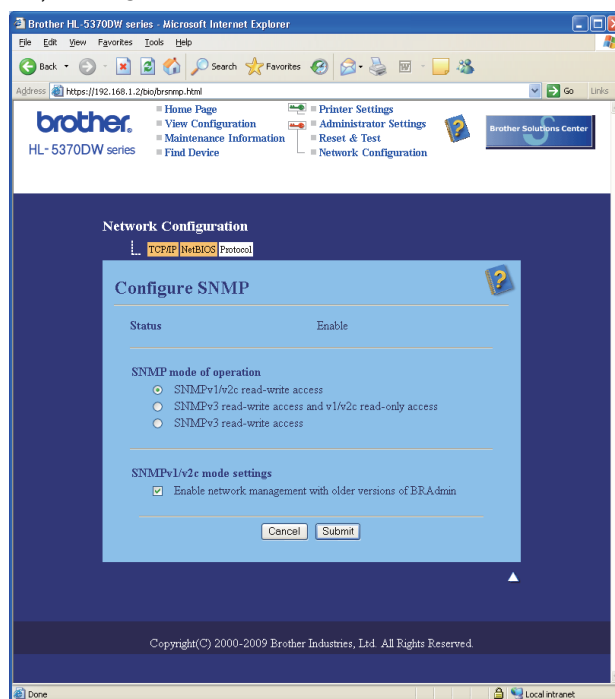 Brother HL-5370DW series - Microsoft Internet Explorer
File Edit View Favorites Tools Help
Back Search Favorites
Address https://192.168.1.2/bio/brsnmp.html Go Links
brother.
HL-5370DW series
Home Page
View Configuration
Maintenance Information
Find Device
Printer Settings
Administrator Settings
Reset & Test
Network Configuration
Brother Solutions Center
Network Configuration
TCP/IP NetBIOS Protocol
Configure SNMP
Status Enable
SNMP mode of operation
SNMPv1/v2c read-write access
SNMPv3 read-write access and v1/v2c read-only access
SNMPv3 read-write access
SNMPv1/v2c mode settings
Enable network management with older versions of BRAdmin
Cancel Submit
Copyright(C) 2000-2009 Brother Industries, Ltd. All Rights Reserved.
Done Local intranet